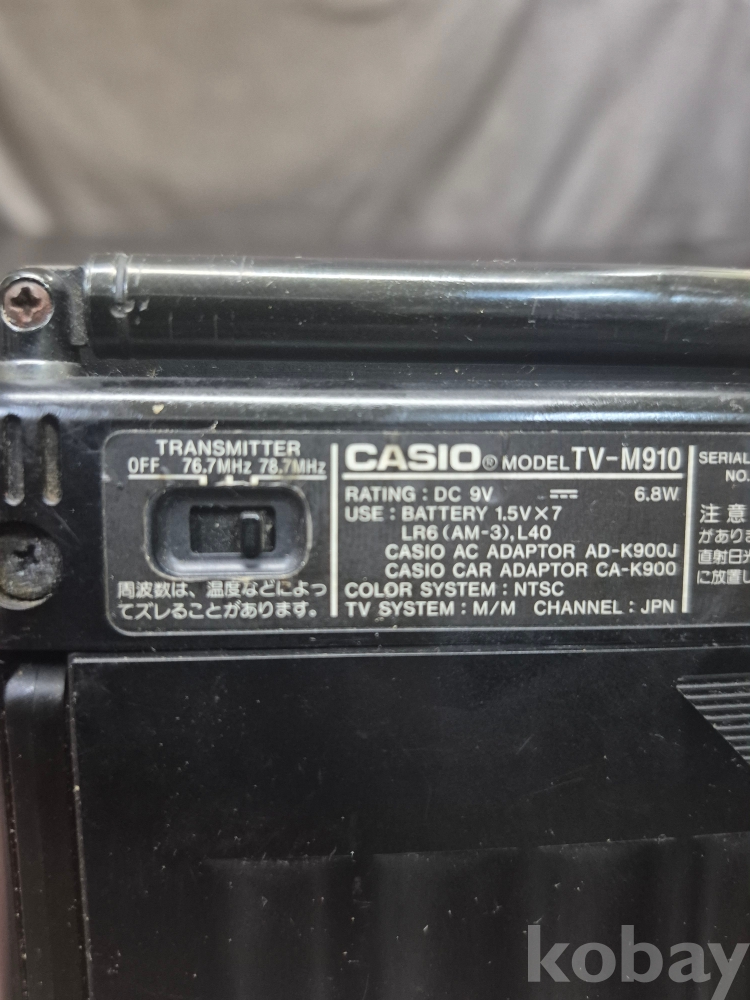 TRANSMITTER
OFF 76.7MHz 78.7MHz
周波数は、温度などによっ
てズレることがあります。
CASIO® MODEL TV-M910
RATING : DC 9V ⎓ 6.8W
USE : BATTERY 1.5V×7
LR6 (AM-3), L40
CASIO AC ADAPTOR AD-K900J
CASIO CAR ADAPTOR CA-K900
COLOR SYSTEM : NTSC
TV SYSTEM : M/M CHANNEL : JPN
SERIAL
NO.
注意
がありま
直射日光
に放置し
kobay